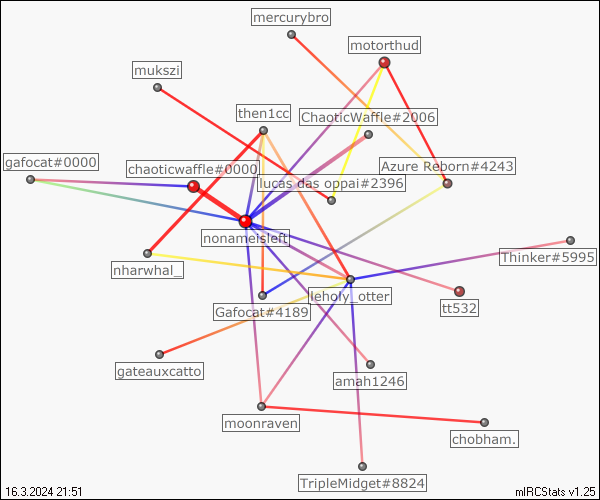 mercurybro
motorthud
mukszi
then1cc
ChaoticWaffle#2006
gafocat#0000
chaoticwaffle#0000
Azure Reborn#4243
lucas das oppai#2396
nonameisleft
Thinker#5995
nharwhal_
leholy_otter
Gafocat#4189
tt532
gateauxcatto
amah1246
moonraven
chobham.
TripleMidget#8824
16.3.2024 21:51
mIRCStats v1.25